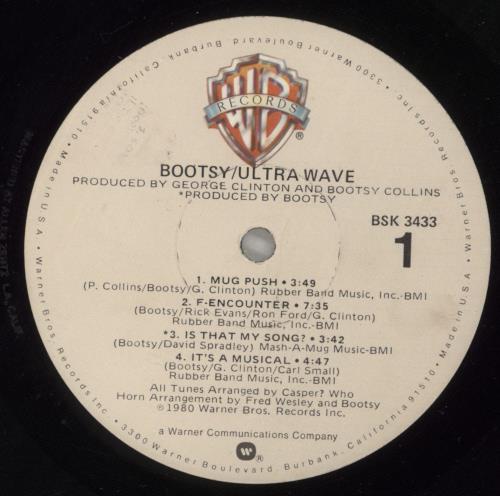 WB
RECORDS
®
BOOTSY/ULTRA WAVE
PRODUCED BY GEORGE CLINTON AND BOOTSY COLLINS
*PRODUCED BY BOOTSY
BSK 3433
1
1. MUG PUSH • 3:49
(P. Collins/Bootsy/G. Clinton) Rubber Band Music, Inc.-BMI
2. F-ENCOUNTER • 7:35
(Bootsy/Rick Evans/Ron Ford/G. Clinton)
Rubber Band Music, Inc.-BMI
*3. IS THAT MY SONG? • 3:42
(Bootsy/David Spradley) Mash-A-Mug Music-BMI
4. IT'S A MUSICAL • 4:47
(Bootsy/G. Clinton/Carl Small)
Rubber Band Music, Inc.-BMI
All Tunes Arranged by Casper? Who
Horn Arrangement by Fred Wesley and Bootsy
©1980 Warner Bros. Records Inc.
a Warner Communications Company
W ®
Made in U.S.A. • Warner Bros. Records Inc. • 3300 Warner Boulevard, Burbank, California 91510 • Made in U.S.A. • Warner Bros. Records Inc. • 3300 Warner Boulevard, Burbank, California 91510 •